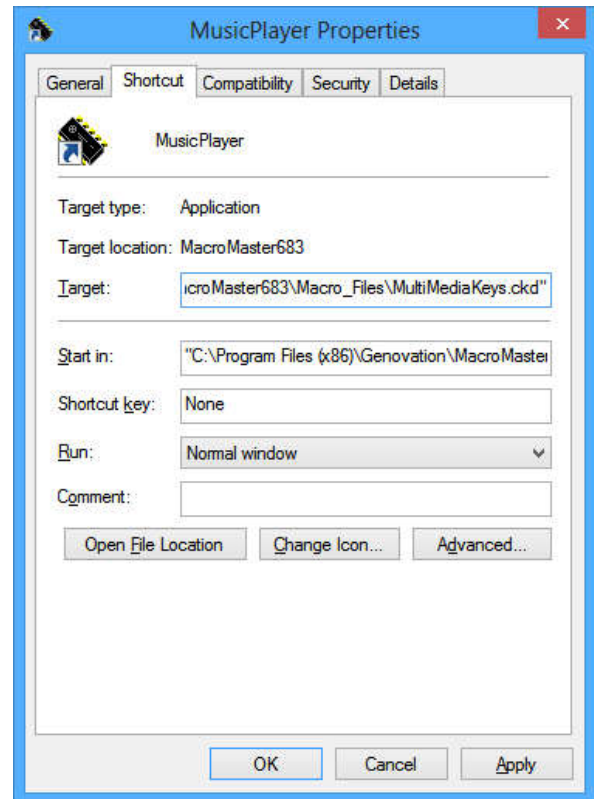 MusicPlayer Properties
General Shortcut Compatibility Security Details
MusicPlayer
Target type: Application
Target location: MacroMaster683
Target: croMaster683\Macro_Files\MultiMediaKeys.ckd"
Start in: "C:\Program Files (x86)\Genovation\MacroMaster
Shortcut key: None
Run: Normal window
Comment:
Open File Location Change Icon... Advanced...
OK Cancel Apply